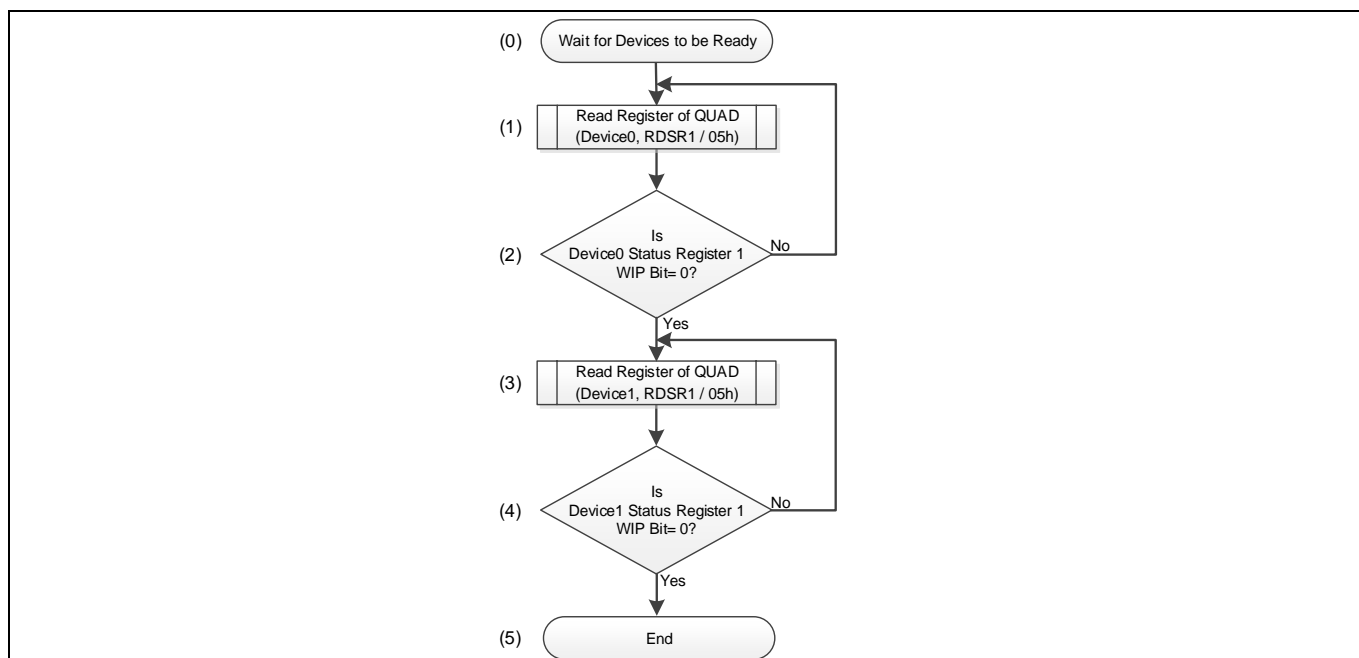 (0)
Wait for Devices to be Ready
(1)
Read Register of QUAD
(Device0, RDSR1 / 05h)
(2)
Is
Device0 Status Register 1
WIP Bit= 0?
No
Yes
(3)
Read Register of QUAD
(Device1, RDSR1 / 05h)
(4)
Is
Device1 Status Register 1
WIP Bit= 0?
No
Yes
(5)
End